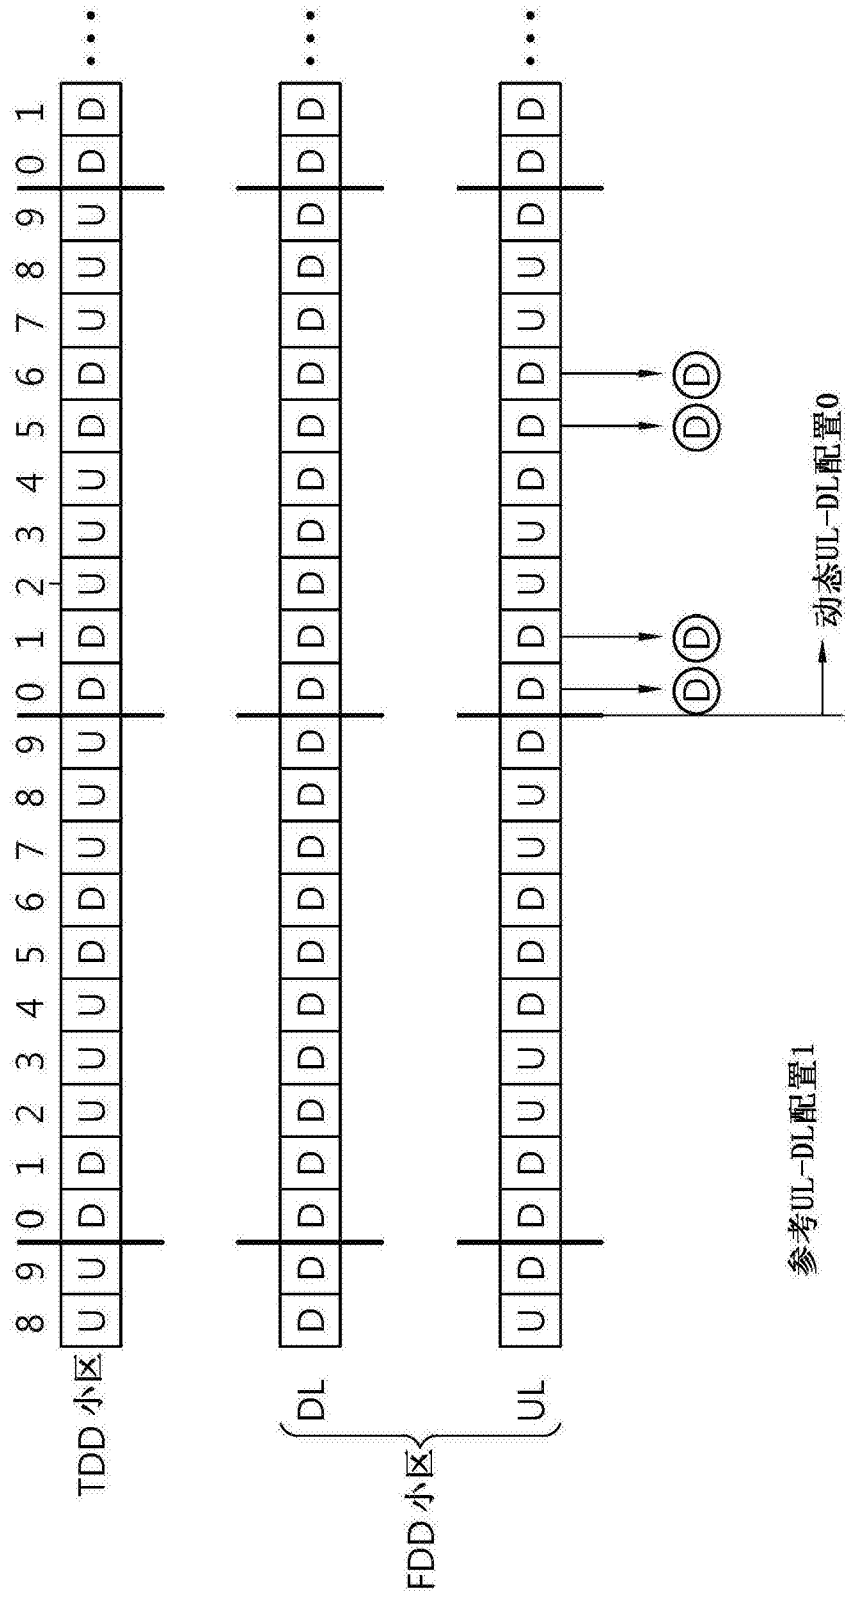 8 9 0 1 2 3 4 5 6 7 8 9 0 1 2 3 4 5 6 7 8 9 0 1
TDD 小区 U U D D U U U D D U U U D D U U U D D U U U D D ...
FDD 小区
DL D D D D D D D D D D D D D D D D D D D D D D D D ...
UL U D D D U U D D D U U D D D U U D D D U U D D D ...
D D D D
参考UL-DL配置1
动态UL-DL配置0